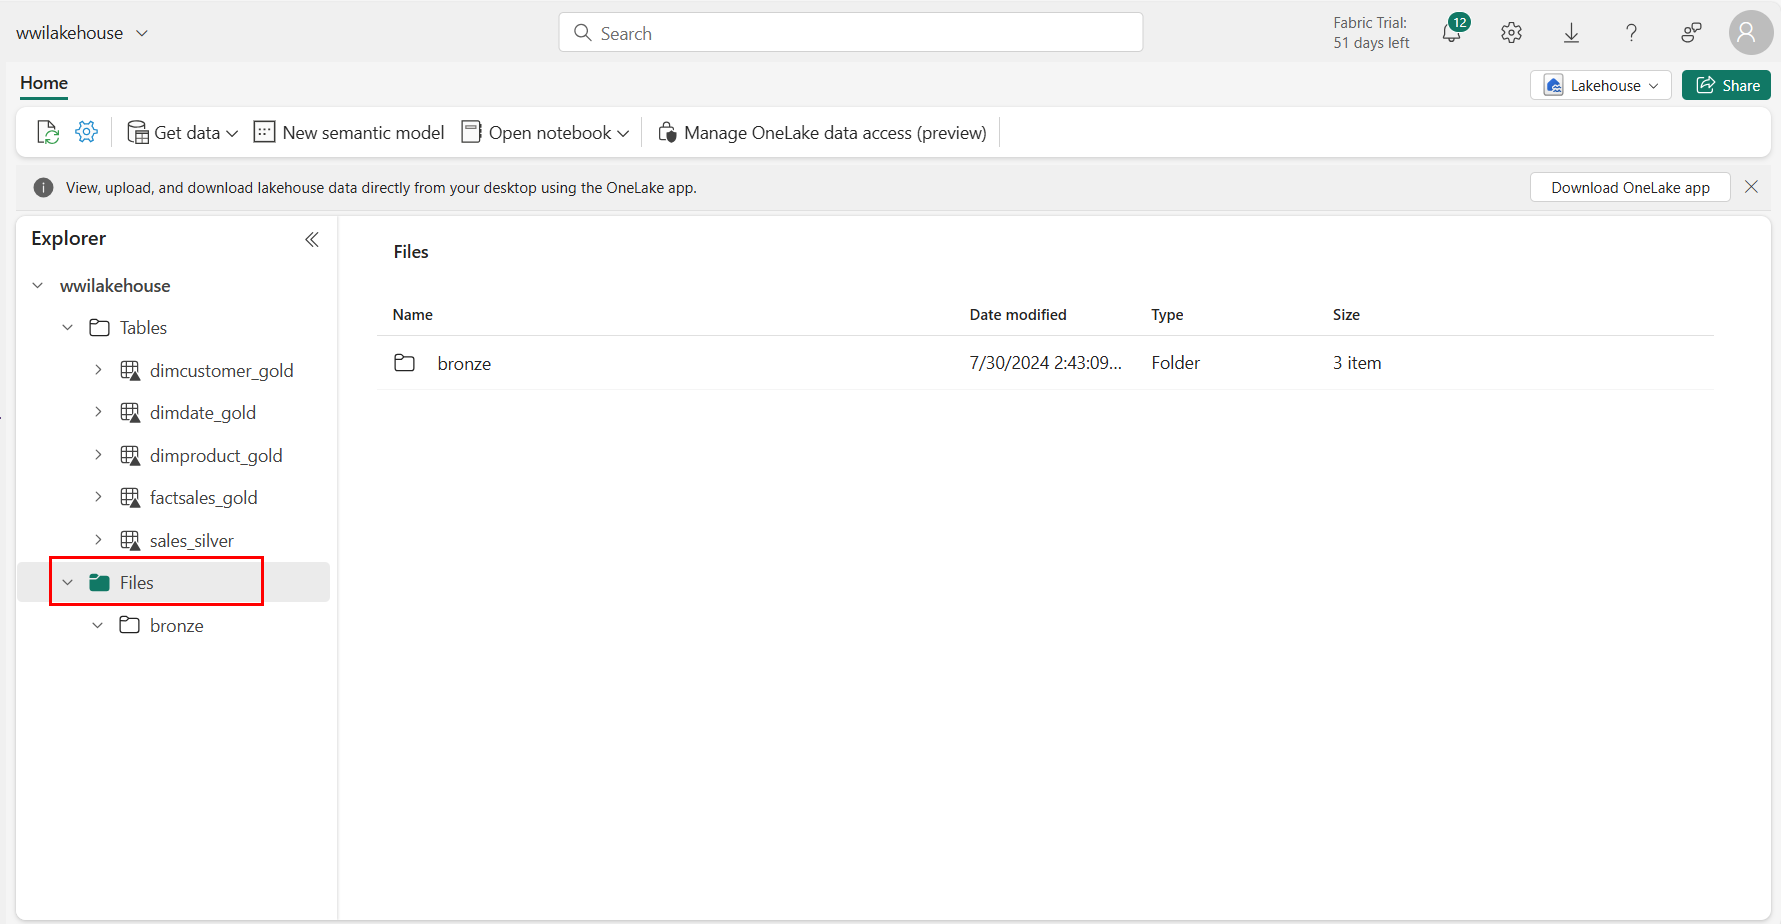 wwilakehouse
Search
Fabric Trial:
51 days left
12
Home
Lakehouse
Share
Get data
New semantic model
Open notebook
Manage OneLake data access (preview)
View, upload, and download lakehouse data directly from your desktop using the OneLake app.
Download OneLake app
Explorer
wwilakehouse
Tables
dimcustomer_gold
dimdate_gold
dimproduct_gold
factsales_gold
sales_silver
Files
bronze
Files
Name Date modified Type Size
bronze 7/30/2024 2:43:09... Folder 3 item